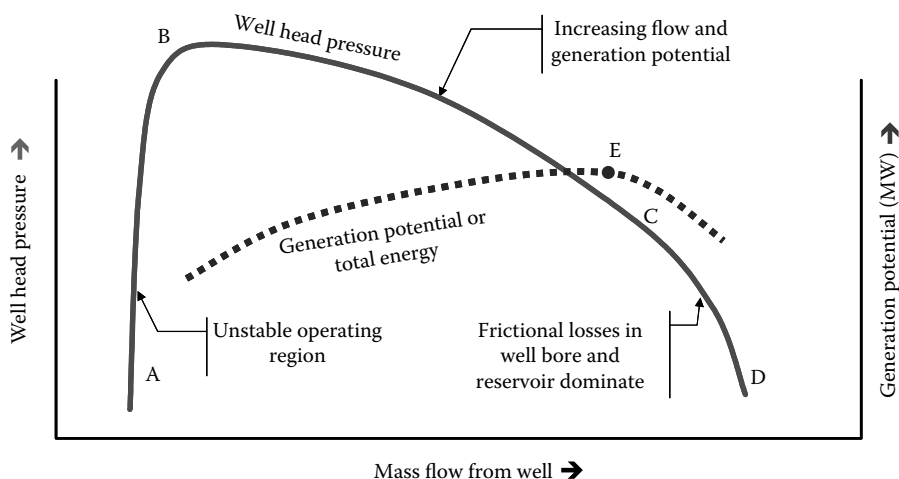 B
Well head pressure
Increasing flow and
generation potential
E
C
Generation potential or
total energy
Unstable operating
region
A
Frictional losses in
well bore and
reservoir dominate
D
Well head pressure →
Generation potential (MW) →
Mass flow from well →